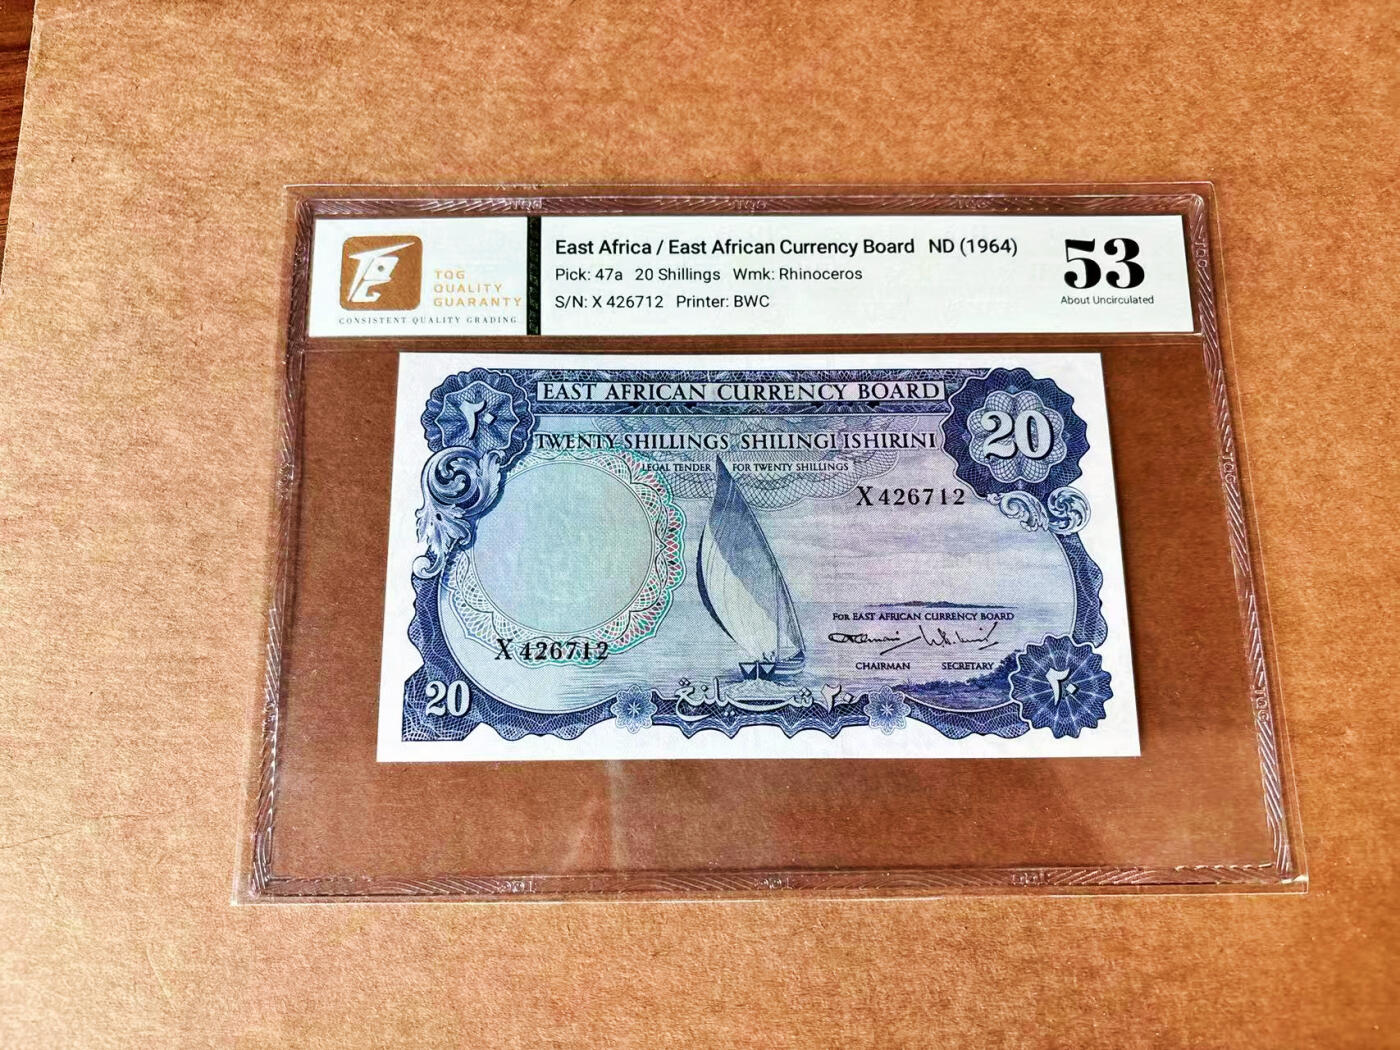 TQG
QUALITY
GUARANTY
CONSISTENT QUALITY GRADING
East Africa / East African Currency Board ND (1964)
Pick: 47a 20 Shillings Wmk: Rhinoceros
S/N: X 426712 Printer: BWC
53
About Uncirculated
EAST AFRICAN CURRENCY BOARD
٢٠
20
TWENTY SHILLINGS SHILINGI ISHIRINI
LEGAL TENDER FOR TWENTY SHILLINGS
X 426712
FOR EAST AFRICAN CURRENCY BOARD
X 426712
CHAIRMAN SECRETARY
20
شيلنغ ٢٠
٢٠